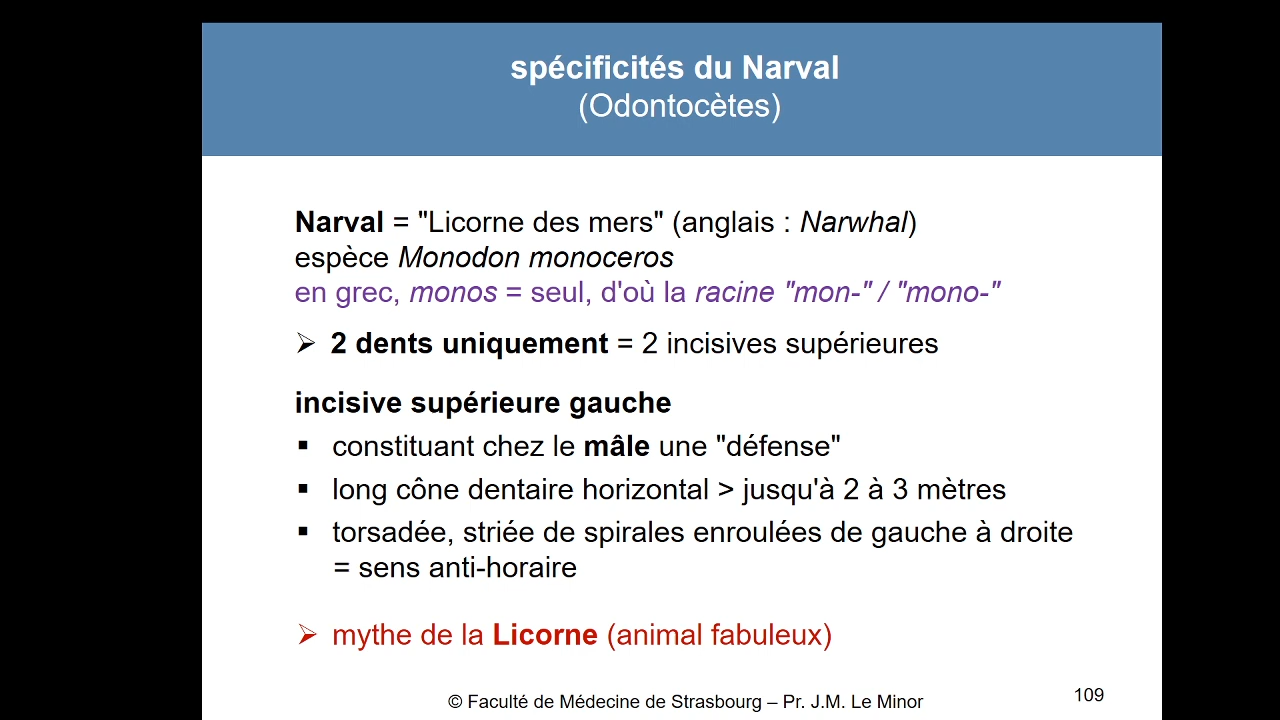 spécificités du Narval
(Odontocètes)
Narval = "Licorne des mers" (anglais : Narwhal)
espèce Monodon monoceros
en grec, monos = seul, d'où la racine "mon-" / "mono-"
➢ 2 dents uniquement = 2 incisives supérieures
incisive supérieure gauche
▪ constituant chez le mâle une "défense"
▪ long cône dentaire horizontal > jusqu'à 2 à 3 mètres
▪ torsadée, striée de spirales enroulées de gauche à droite
= sens anti-horaire
➢ mythe de la Licorne (animal fabuleux)
© Faculté de Médecine de Strasbourg – Pr. J.M. Le Minor
109